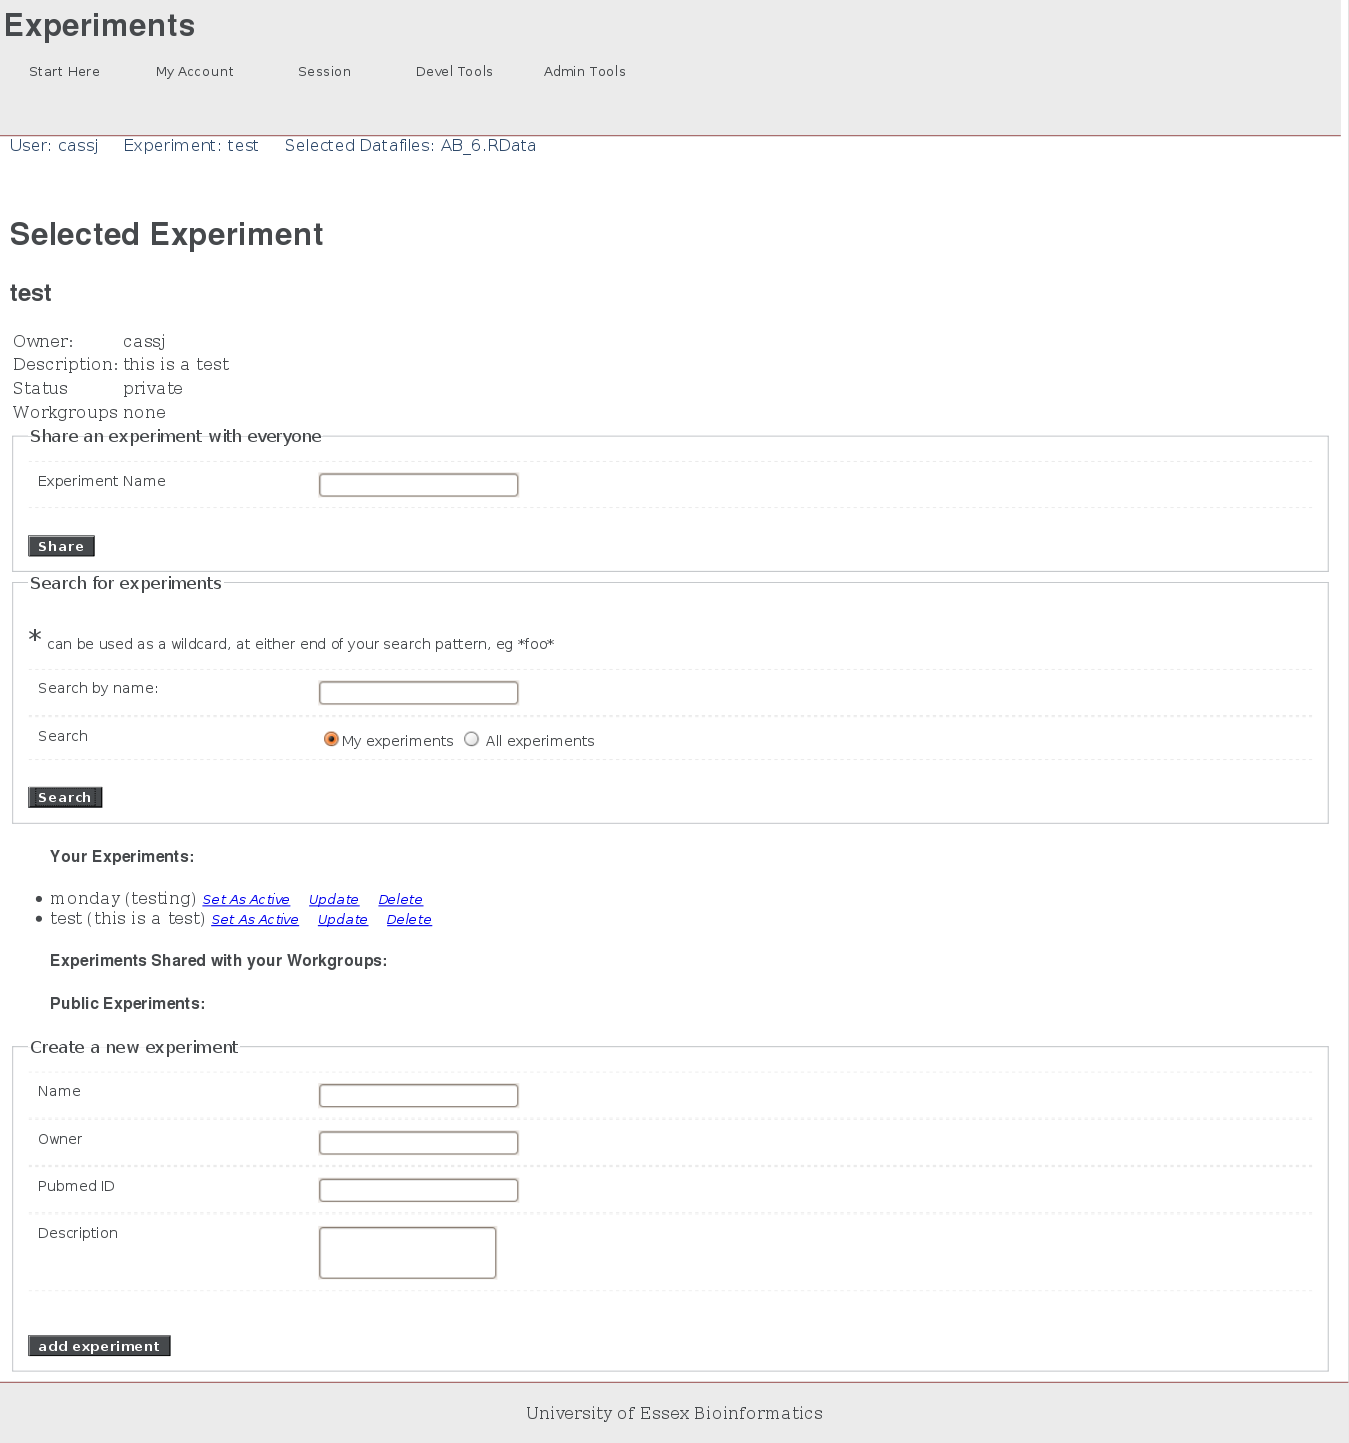 Experiments
Start Here My Account Session Devel Tools Admin Tools
User: cassj Experiment: test Selected Datafiles: AB_6.RData
Selected Experiment
test
Owner: cassj
Description: this is a test
Status private
Workgroups none
Share an experiment with everyone
Experiment Name
Share
Search for experiments
* can be used as a wildcard, at either end of your search pattern, eg *foo*
Search by name:
Search My experiments All experiments
Search
Your Experiments:
• monday (testing) Set As Active Update Delete
• test (this is a test) Set As Active Update Delete
Experiments Shared with your Workgroups:
Public Experiments:
Create a new experiment
Name
Owner
Pubmed ID
Description
add experiment
University of Essex Bioinformatics